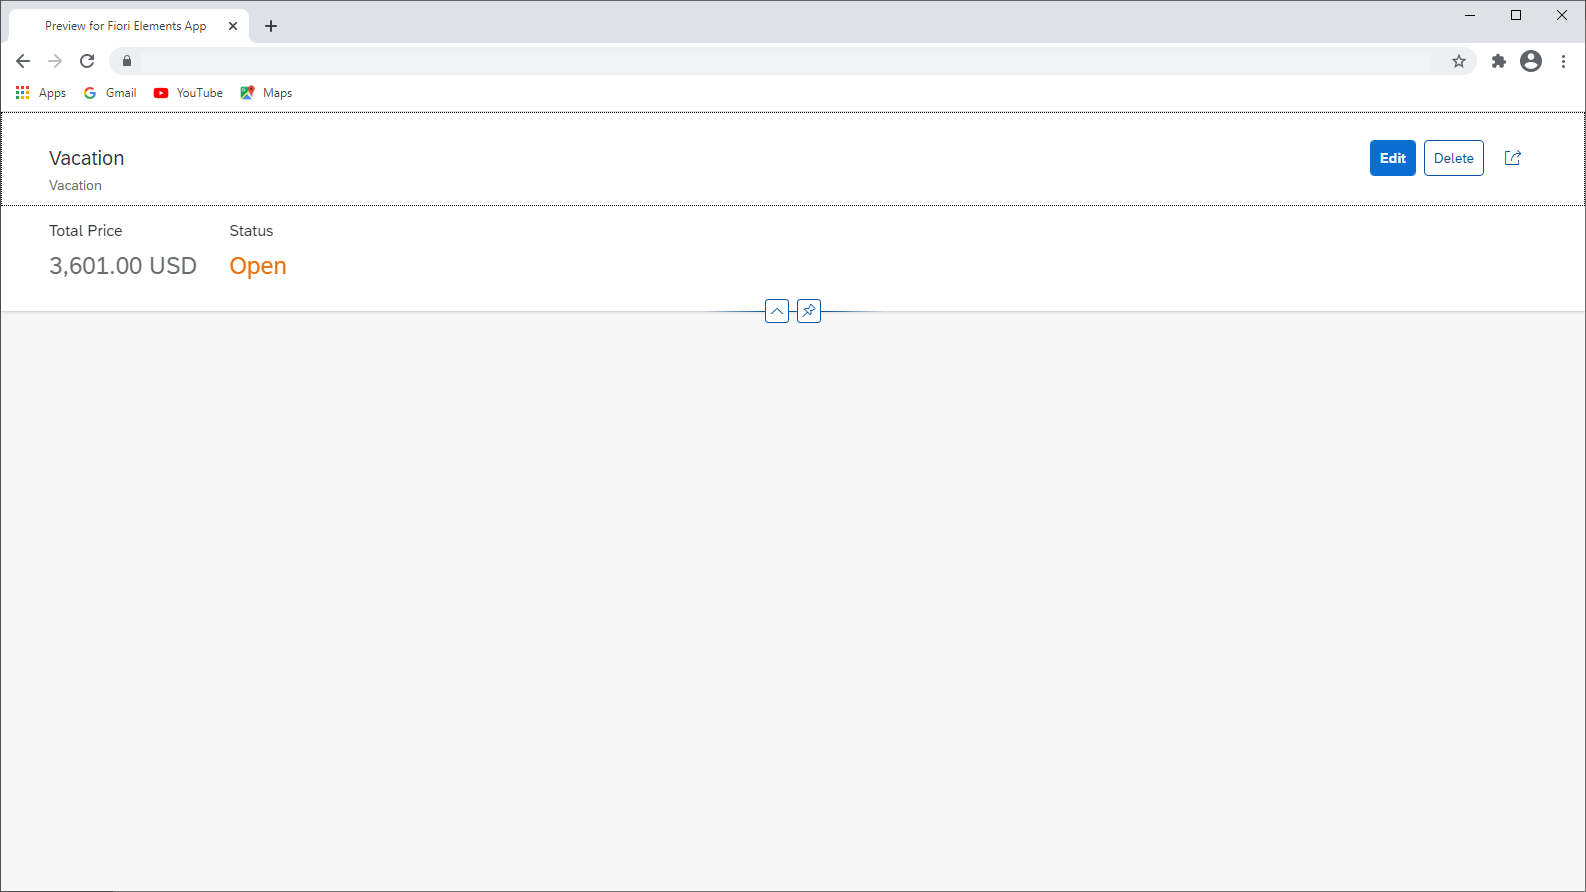 Preview for Fiori Elements App
Apps Gmail YouTube Maps
Vacation
Edit Delete
Vacation
Total Price Status
3,601.00 USD Open